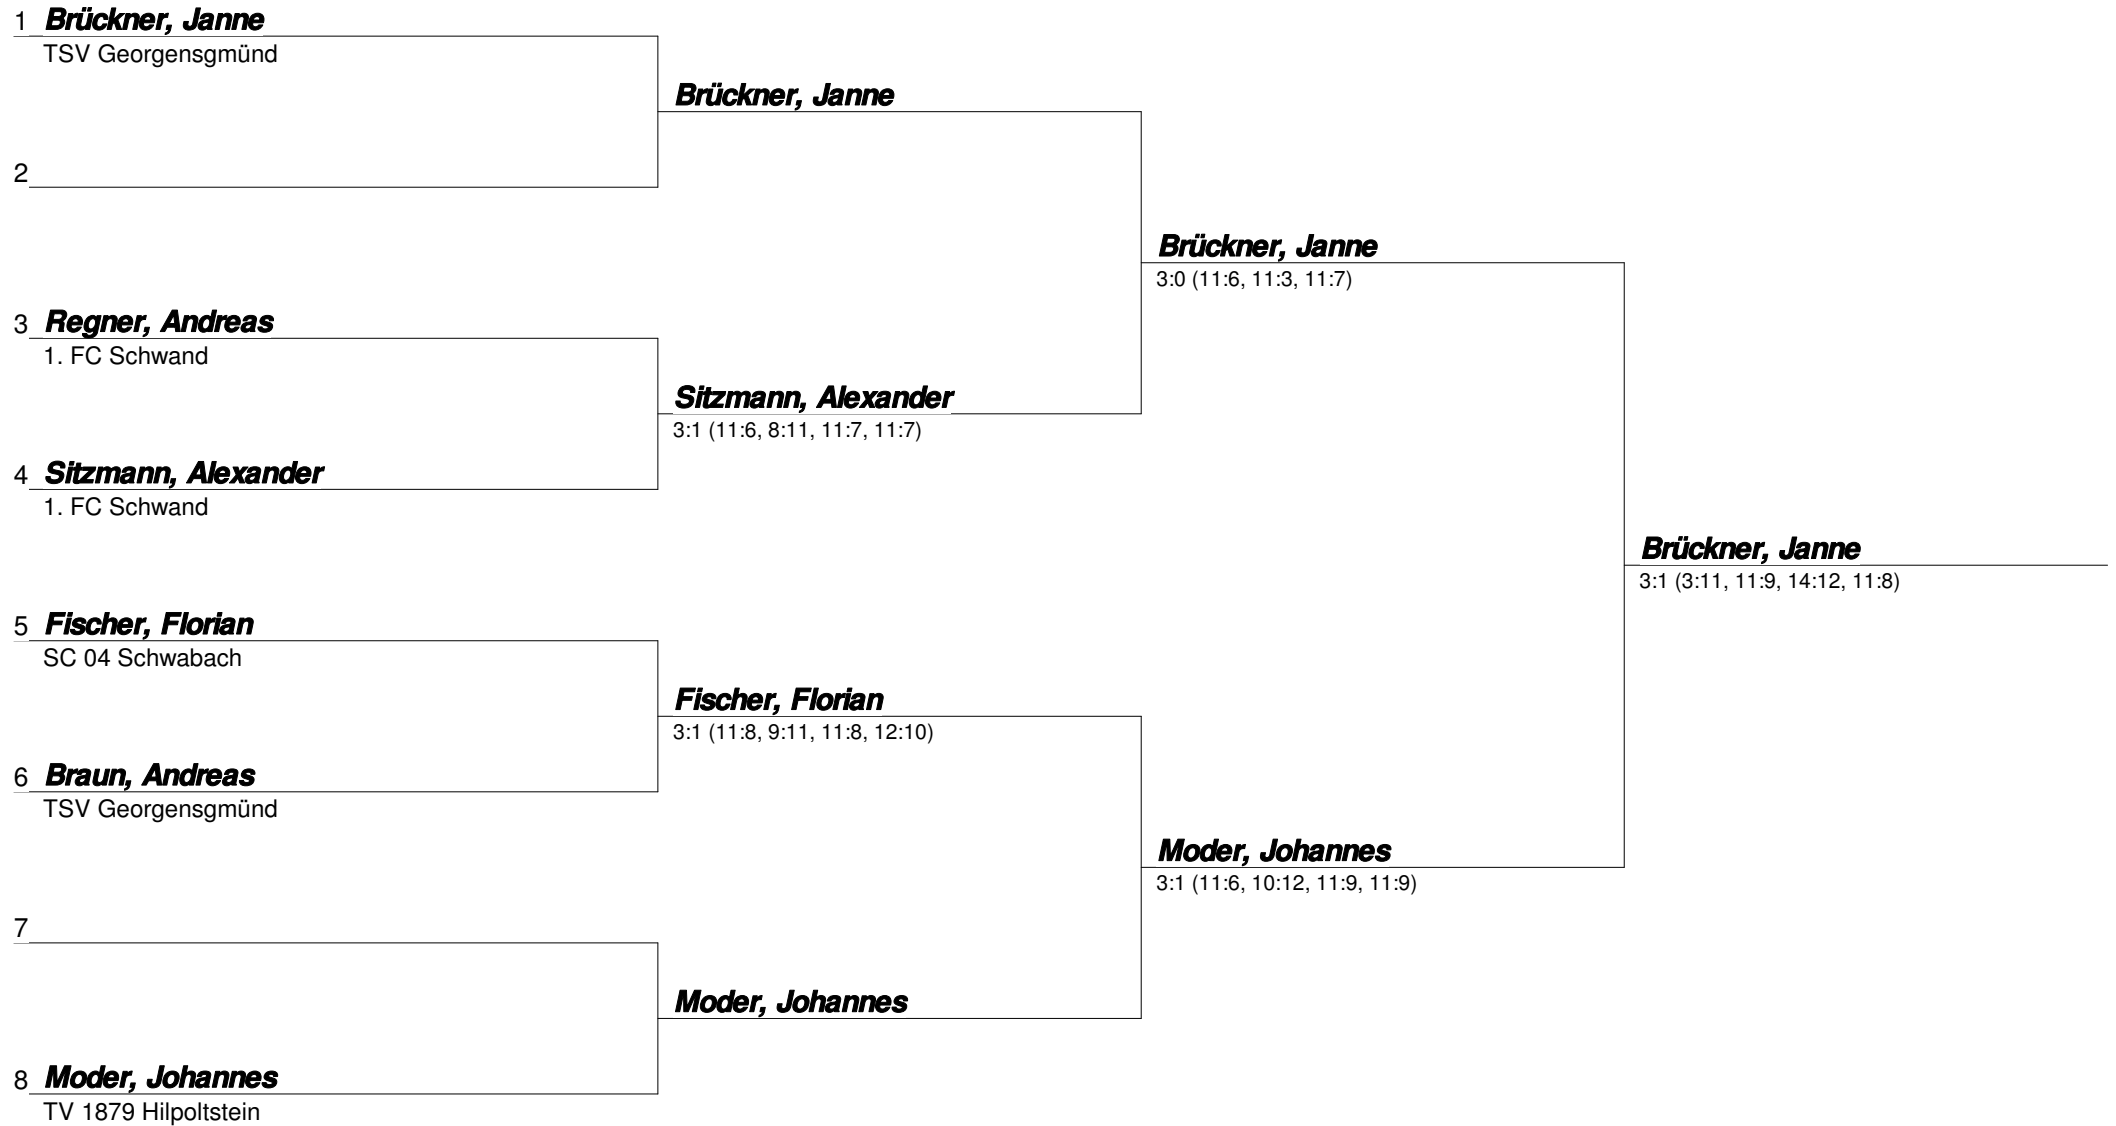 1 Brückner, Janne
TSV Georgensgmünd
Brückner, Janne
2
Brückner, Janne
3:0 (11:6, 11:3, 11:7)
3 Regner, Andreas
1. FC Schwand
Sitzmann, Alexander
3:1 (11:6, 8:11, 11:7, 11:7)
4 Sitzmann, Alexander
1. FC Schwand
Brückner, Janne
3:1 (3:11, 11:9, 14:12, 11:8)
5 Fischer, Florian
SC 04 Schwabach
Fischer, Florian
3:1 (11:8, 9:11, 11:8, 12:10)
6 Braun, Andreas
TSV Georgensgmünd
Moder, Johannes
3:1 (11:6, 10:12, 11:9, 11:9)
7
Moder, Johannes
8 Moder, Johannes
TV 1879 Hilpoltstein